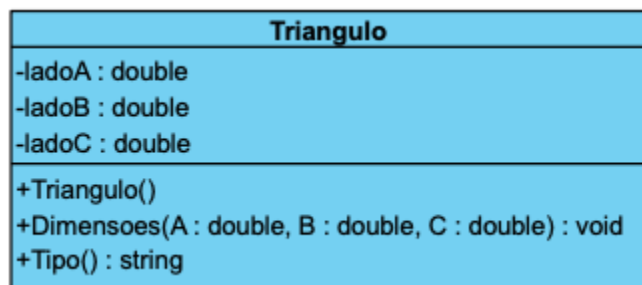 Triangulo
-ladoA : double
-ladoB : double
-ladoC : double
+Triangulo()
+Dimensoes(A : double, B : double, C : double) : void
+Tipo() : string